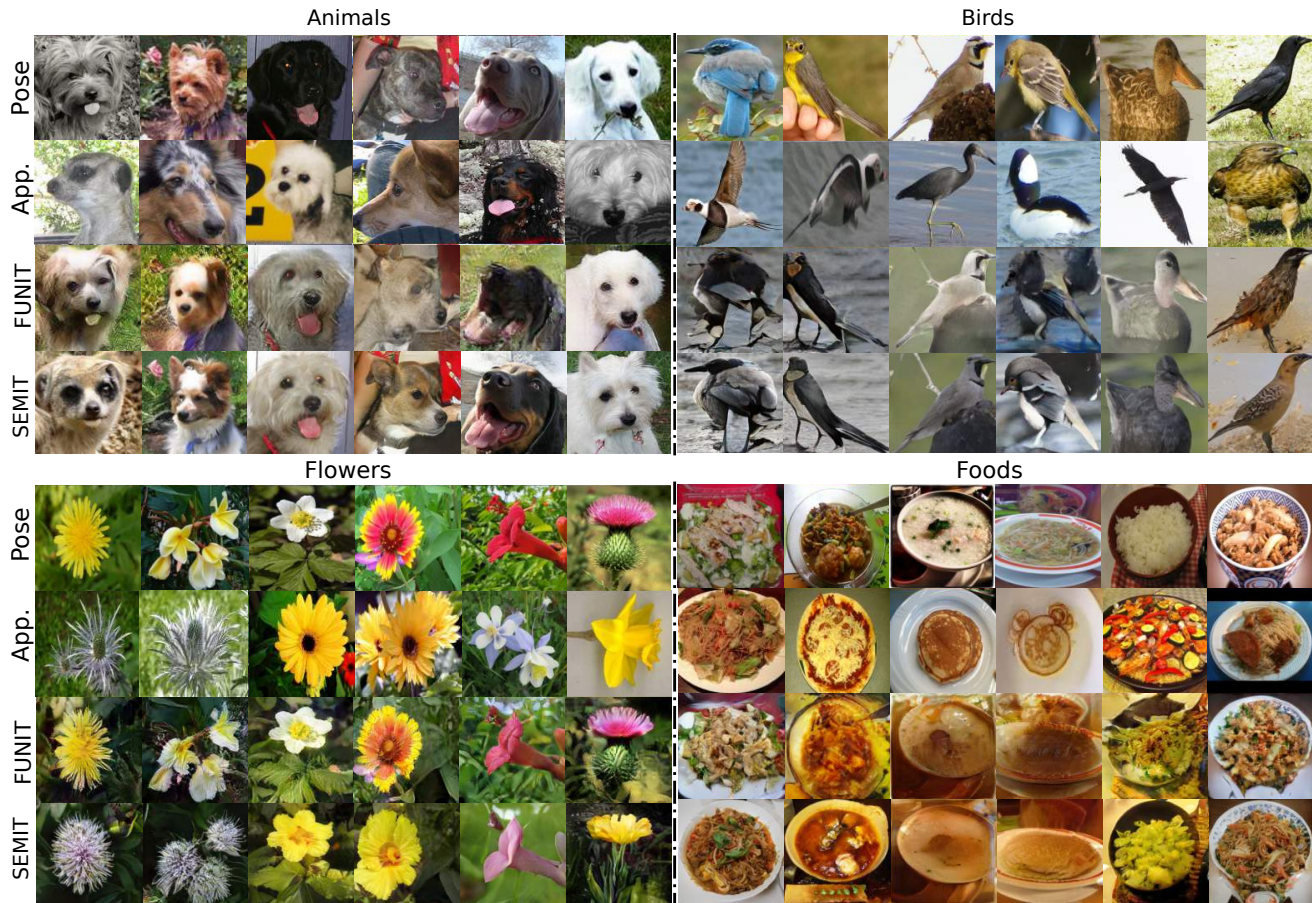 Animals
Birds
Pose
App.
FUNIT
SEMIT
Flowers
Foods
Pose
App.
FUNIT
SEMIT